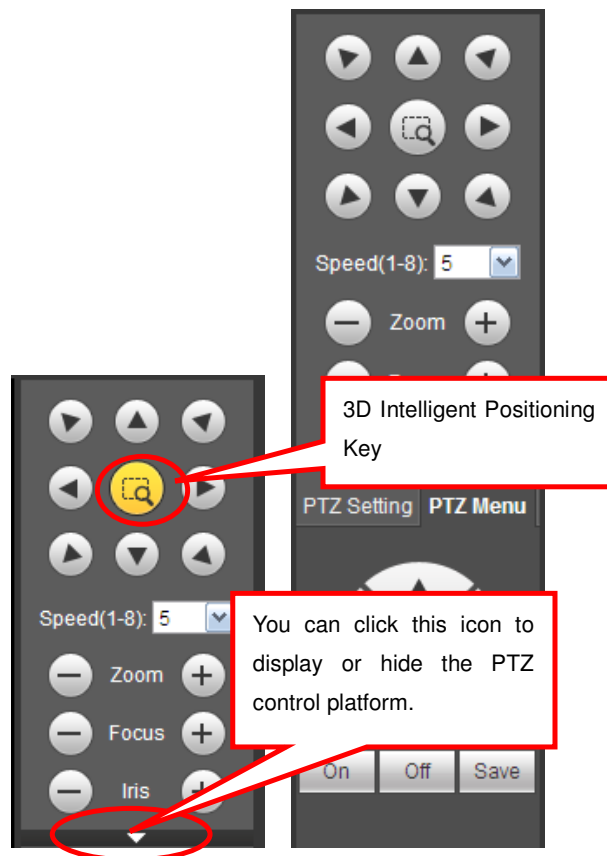 Speed(1-8): 5
Zoom
3D Intelligent Positioning
Key
PTZ Setting PTZ Menu
Speed(1-8): 5
Zoom
Focus
Iris
You can click this icon to
display or hide the PTZ
control platform.
On Off Save